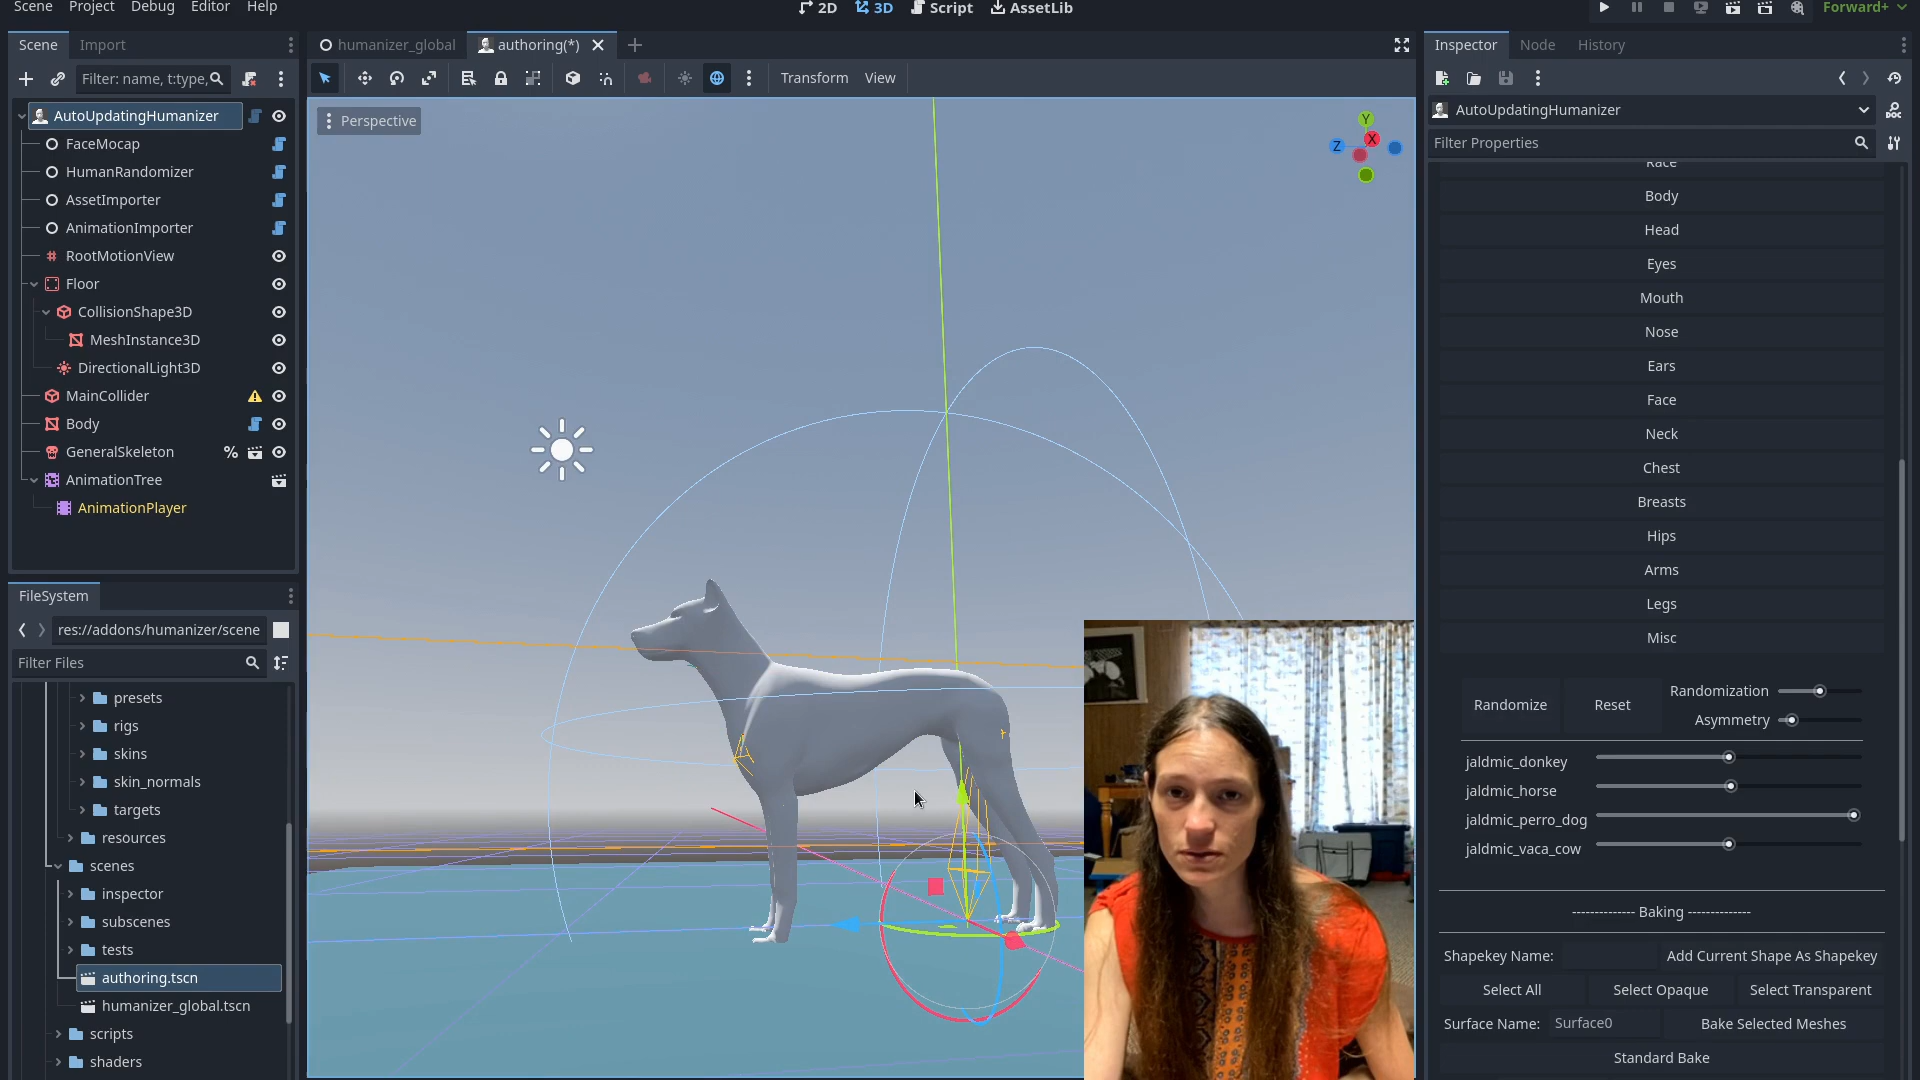 Scene Project Debug Editor Help
2D 3D Script AssetLib
Forward+
Scene Import
humanizer_global authoring(*)
Inspector Node History
Filter: name, t:type,
Transform View
AutoUpdatingHumanizer
FaceMocap
HumanRandomizer
AssetImporter
AnimationImporter
RootMotionView
Floor
CollisionShape3D
MeshInstance3D
DirectionalLight3D
MainCollider
Body
GeneralSkeleton %
AnimationTree
AnimationPlayer
FileSystem
res://addons/humanizer/scene
Filter Files
presets
rigs
skins
skin_normals
targets
resources
scenes
inspector
subscenes
tests
authoring.tscn
humanizer_global.tscn
scripts
shaders
Perspective
Y
X
Z
AutoUpdatingHumanizer
Filter Properties
Race
Body
Head
Eyes
Mouth
Nose
Ears
Face
Neck
Chest
Breasts
Hips
Arms
Legs
Misc
Randomize Reset Randomization
Asymmetry
jaldmic_donkey
jaldmic_horse
jaldmic_perro_dog
jaldmic_vaca_cow
-------------- Baking --------------
Shapekey Name: Add Current Shape As Shapekey
Select All Select Opaque Select Transparent
Surface Name: Surface0 Bake Selected Meshes
Standard Bake